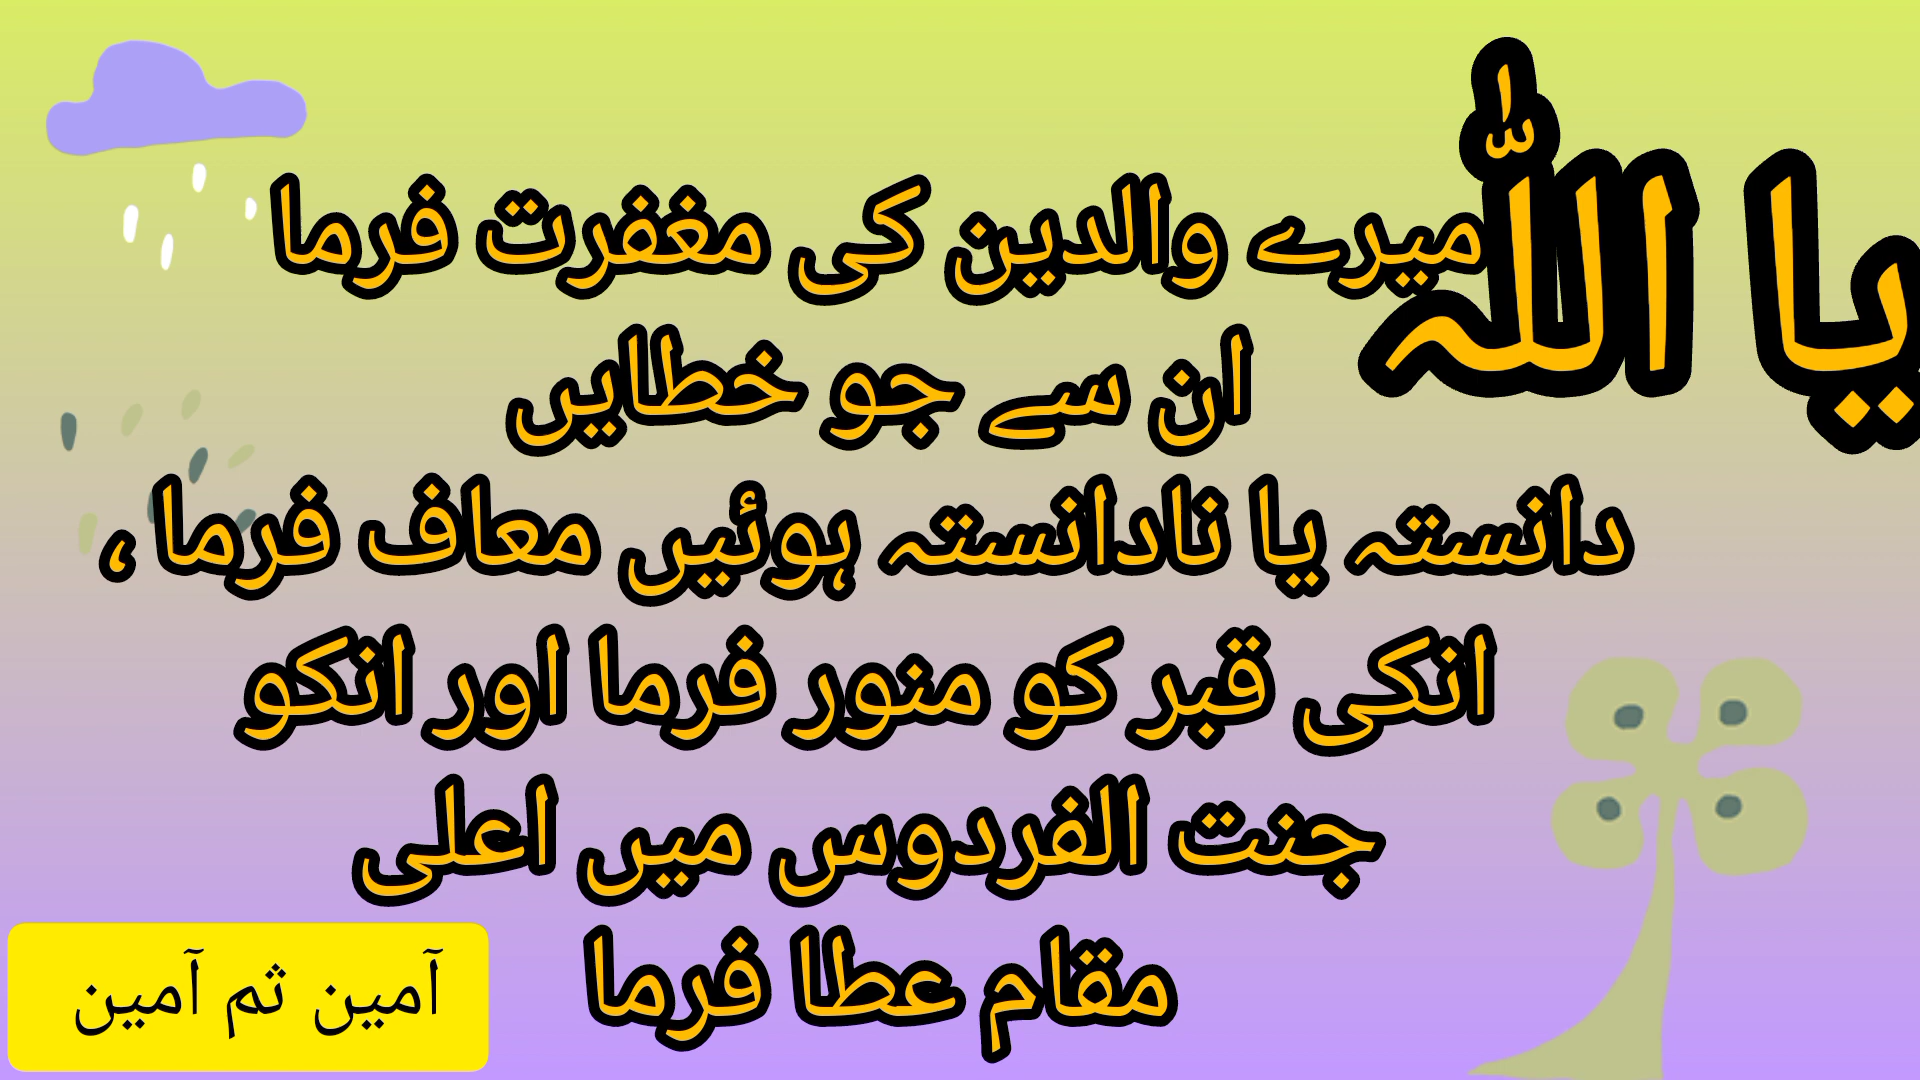 یا اللہ
میرے والدین کی مغفرت فرما
ان سے جو خطایں
دانستہ یا نادانستہ ہوئیں معاف فرما ،
انکی قبر کو منور فرما اور انکو
جنت الفردوس میں اعلی
مقام عطا فرما
آمین ثم آمین